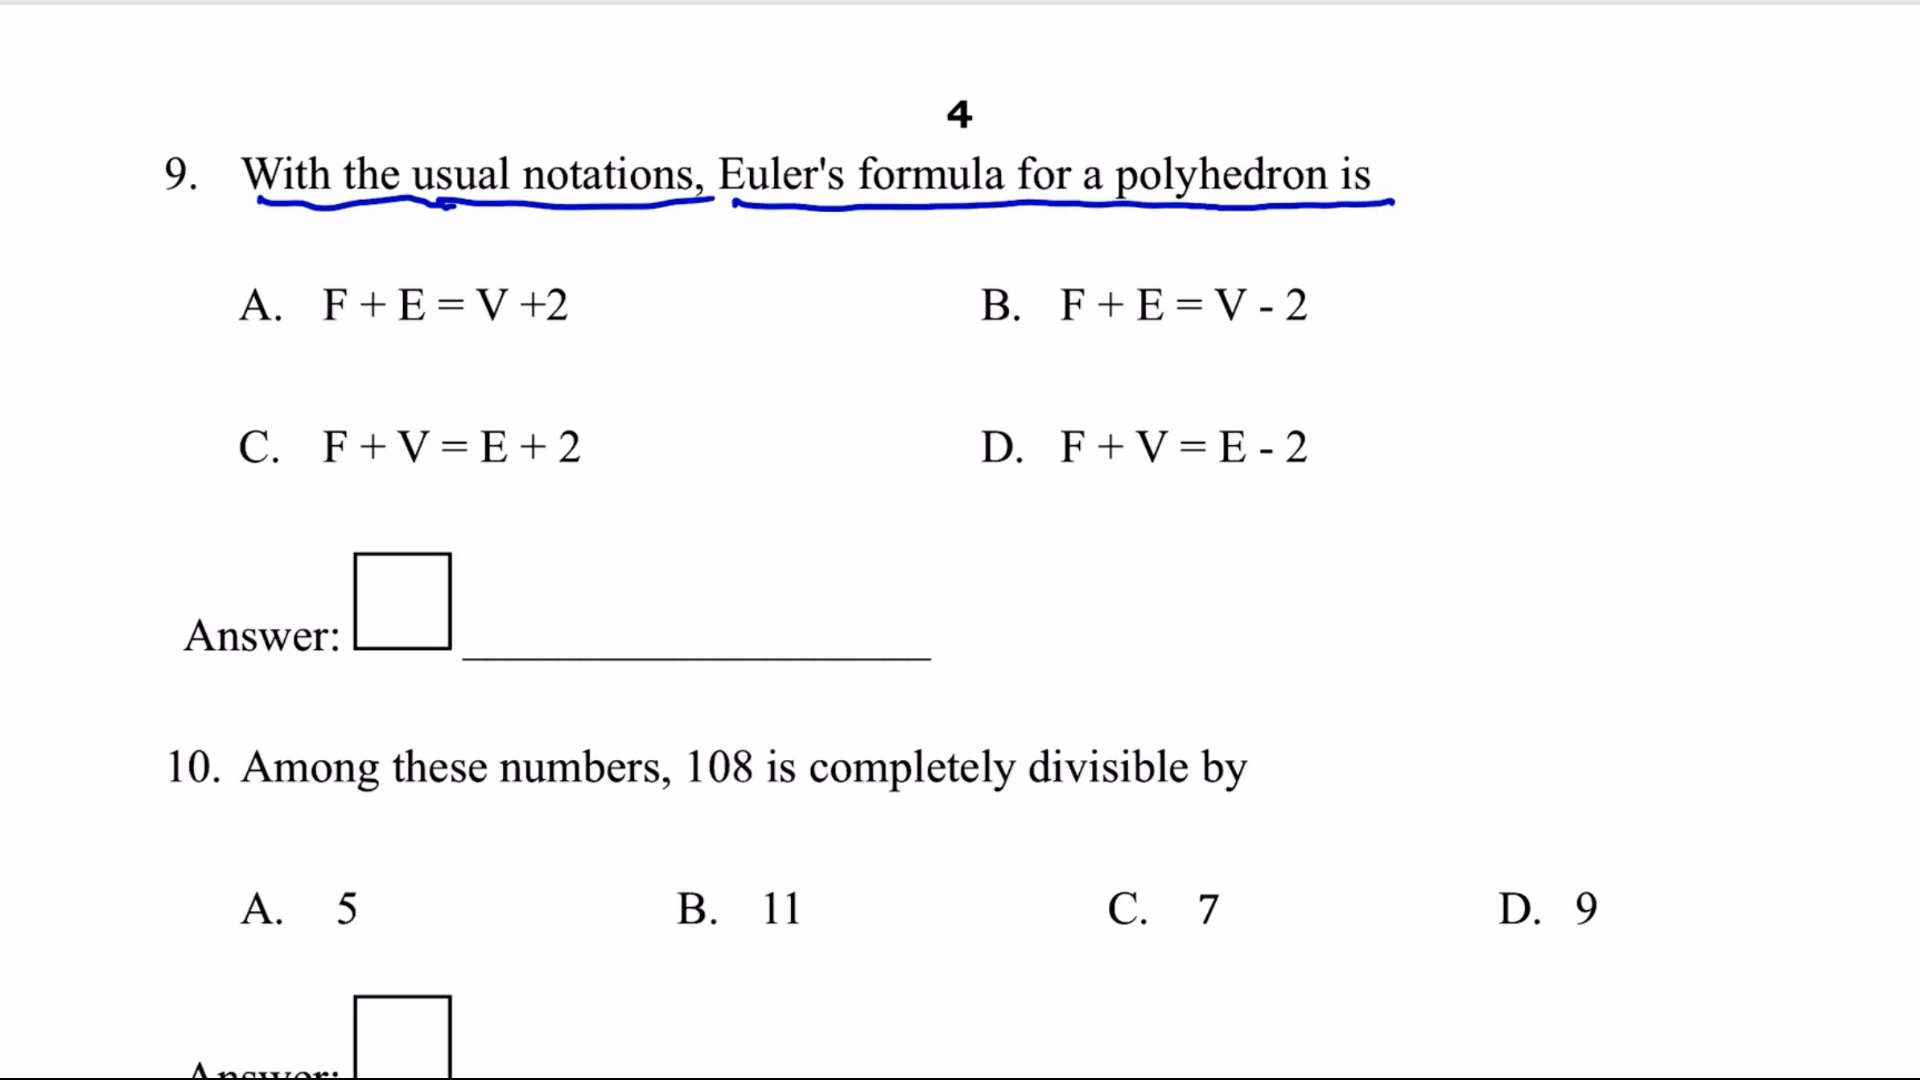 4
9. With the usual notations, Euler's formula for a polyhedron is
A. F + E = V +2 B. F + E = V - 2
C. F + V = E + 2 D. F + V = E - 2
Answer:
10. Among these numbers, 108 is completely divisible by
A. 5 B. 11 C. 7 D. 9
Answer: